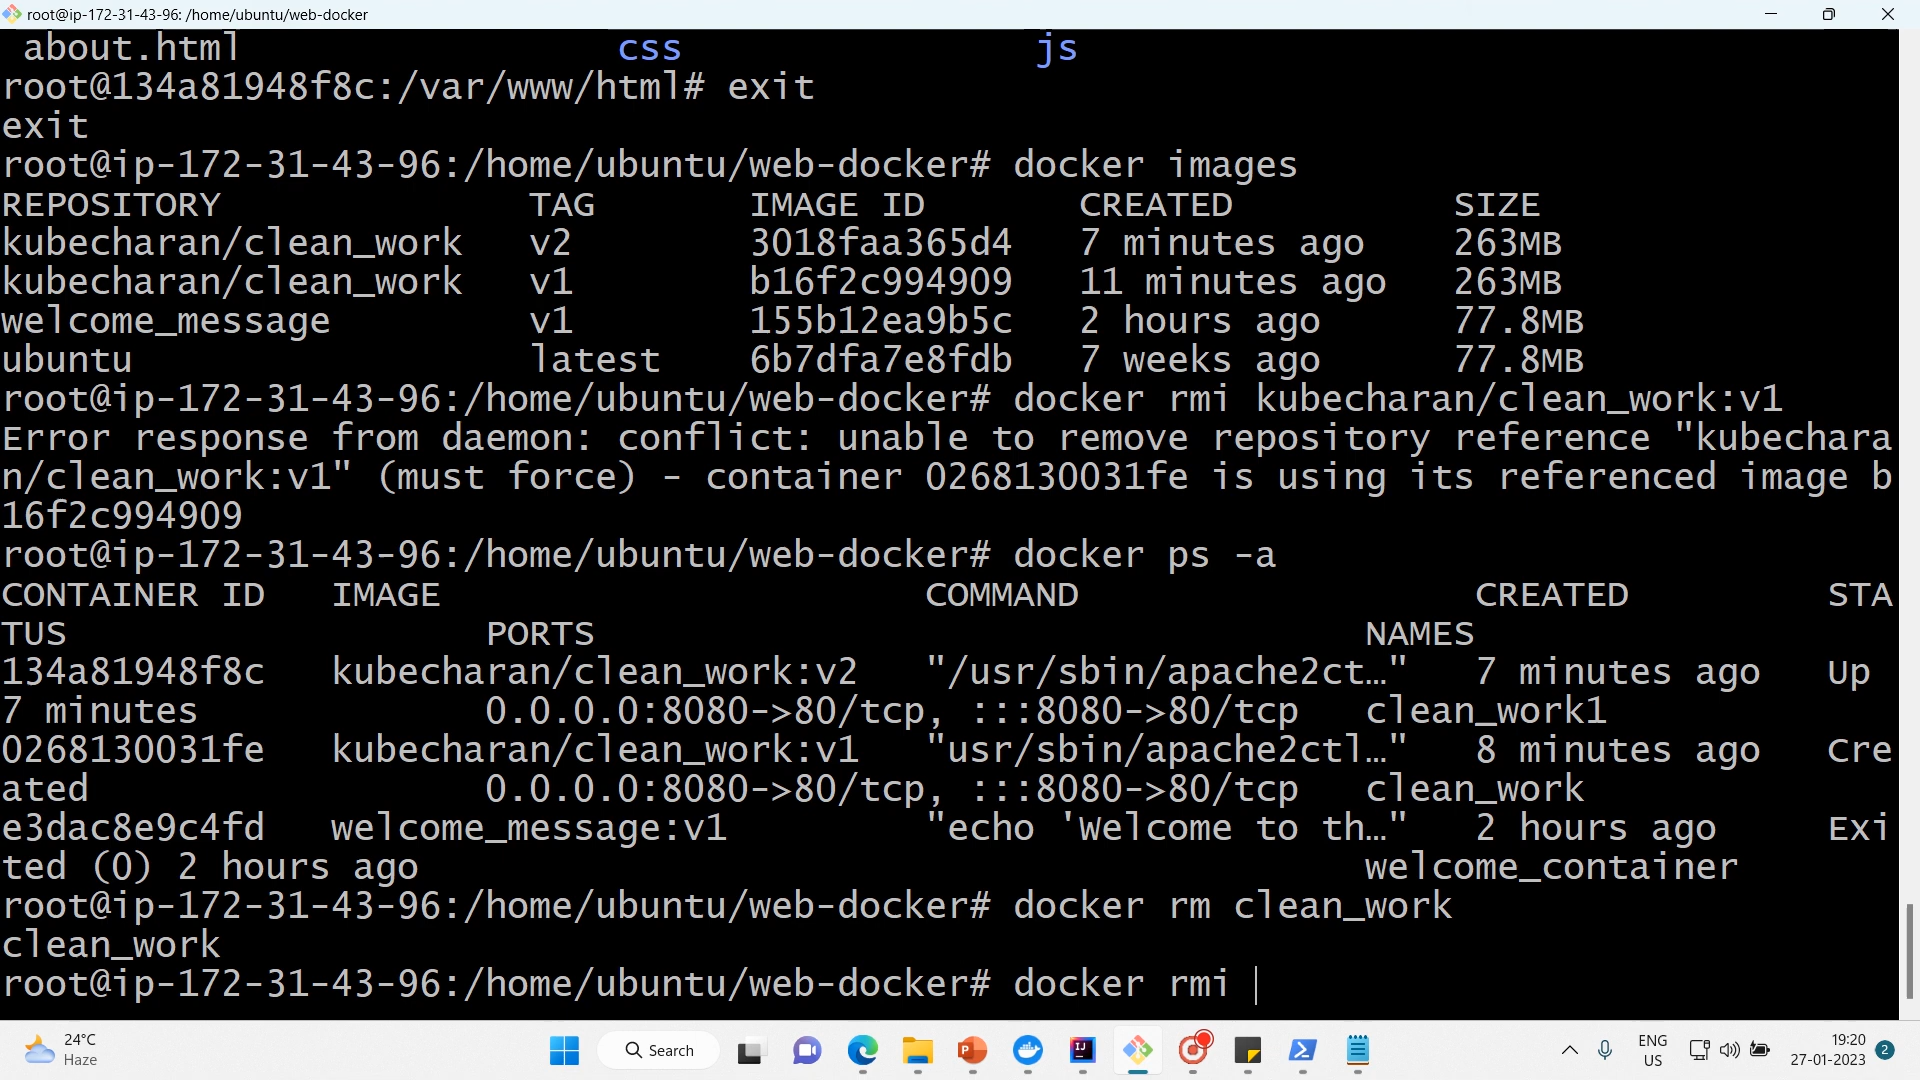 root@ip-172-31-43-96: /home/ubuntu/web-docker
about.html css js
root@134a81948f8c:/var/www/html# exit
exit
root@ip-172-31-43-96:/home/ubuntu/web-docker# docker images
REPOSITORY TAG IMAGE ID CREATED SIZE
kubecharan/clean_work v2 3018faa365d4 7 minutes ago 263MB
kubecharan/clean_work v1 b16f2c994909 11 minutes ago 263MB
welcome_message v1 155b12ea9b5c 2 hours ago 77.8MB
ubuntu latest 6b7dfa7e8fdb 7 weeks ago 77.8MB
root@ip-172-31-43-96:/home/ubuntu/web-docker# docker rmi kubecharan/clean_work:v1
Error response from daemon: conflict: unable to remove repository reference "kubechara
n/clean_work:v1" (must force) - container 0268130031fe is using its referenced image b
16f2c994909
root@ip-172-31-43-96:/home/ubuntu/web-docker# docker ps -a
CONTAINER ID IMAGE COMMAND CREATED STA
TUS PORTS NAMES
134a81948f8c kubecharan/clean_work:v2 "/usr/sbin/apache2ct…" 7 minutes ago Up
7 minutes 0.0.0.0:8080->80/tcp, :::8080->80/tcp clean_work1
0268130031fe kubecharan/clean_work:v1 "usr/sbin/apache2ctl…" 8 minutes ago Cre
ated 0.0.0.0:8080->80/tcp, :::8080->80/tcp clean_work
e3dac8e9c4fd welcome_message:v1 "echo 'Welcome to th…" 2 hours ago Exi
ted (0) 2 hours ago welcome_container
root@ip-172-31-43-96:/home/ubuntu/web-docker# docker rm clean_work
clean_work
root@ip-172-31-43-96:/home/ubuntu/web-docker# docker rmi
24°C
Haze
Search
ENG
US
19:20
27-01-2023
2